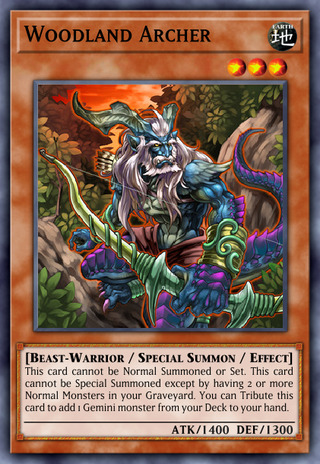 Woodland Archer
EARTH
地
[Beast-Warrior / Special Summon / Effect]
This card cannot be Normal Summoned or Set. This card
cannot be Special Summoned except by having 2 or more
Normal Monsters in your Graveyard. You can Tribute this
card to add 1 Gemini monster from your Deck to your hand.
ATK/1400 DEF/1300